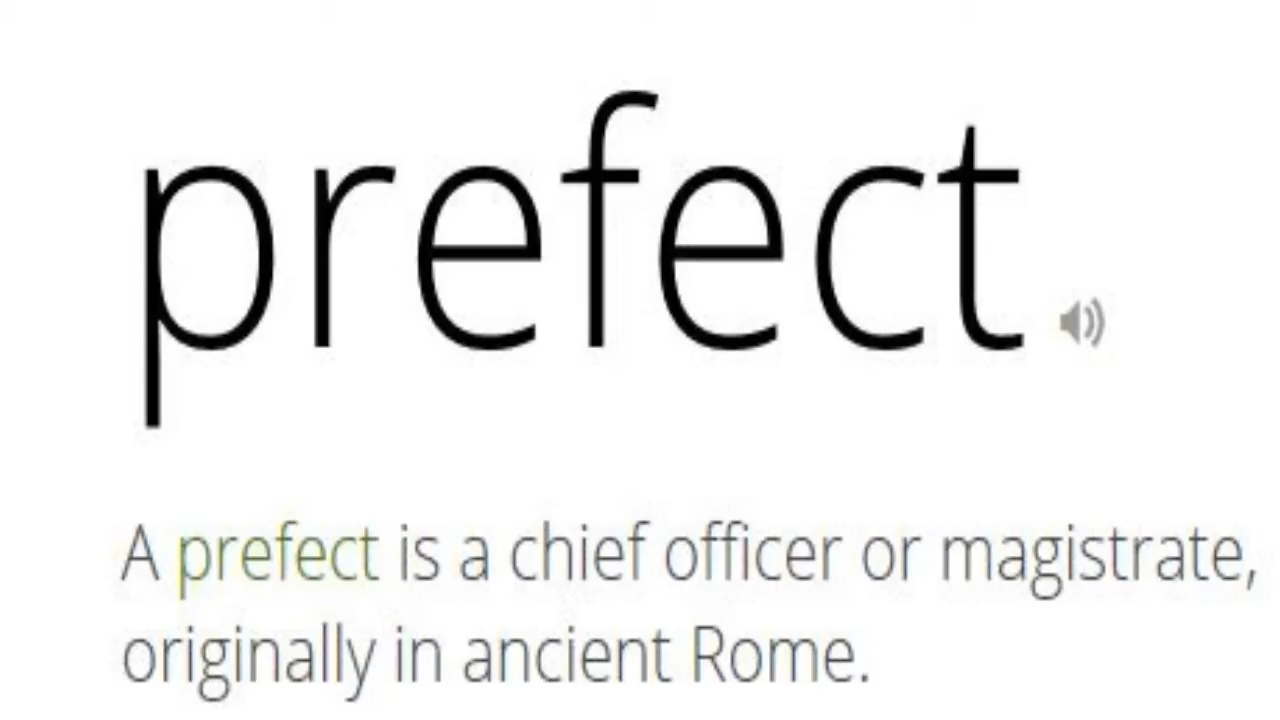 prefect
A prefect is a chief officer or magistrate,
originally in ancient Rome.